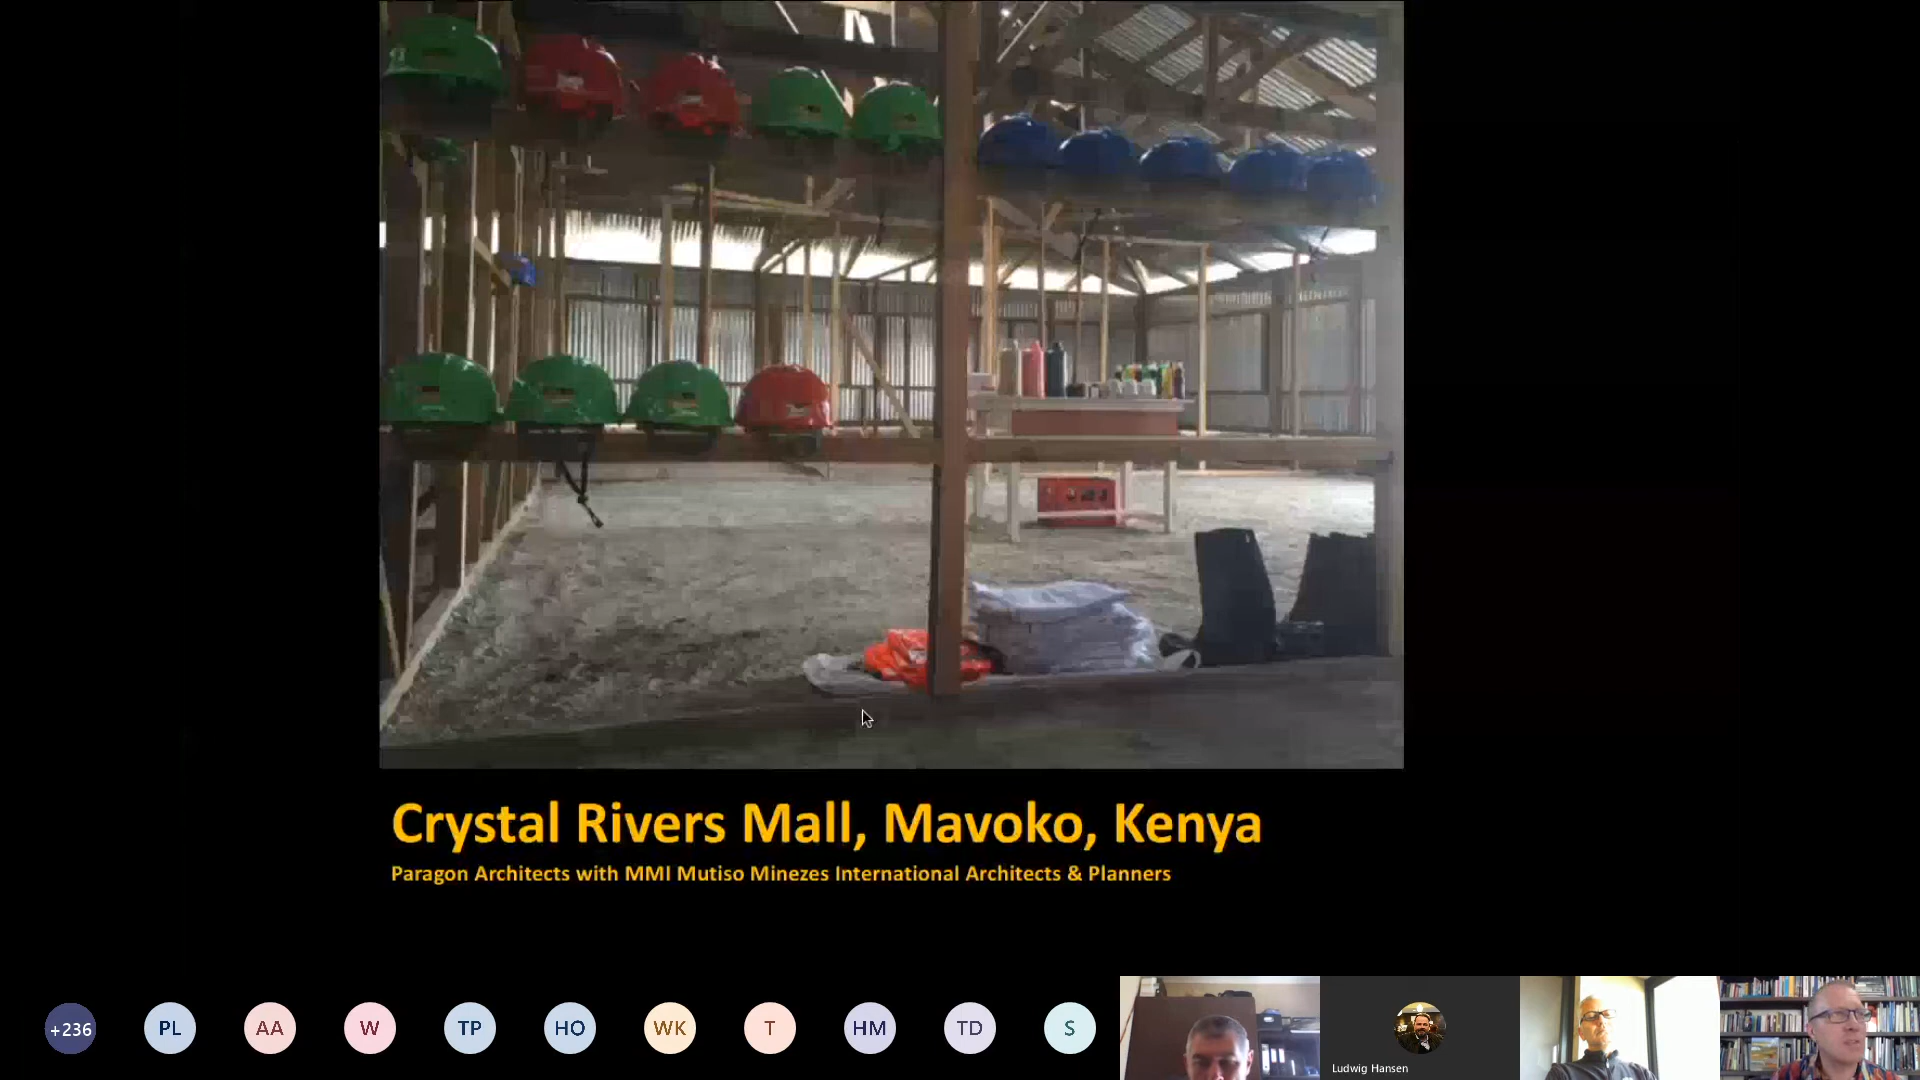 Crystal Rivers Mall, Mavoko, Kenya
Paragon Architects with MMI Mutiso Minezes International Architects & Planners
+236
PL
AA
W
TP
HO
WK
T
HM
TD
S
Ludwig Hansen